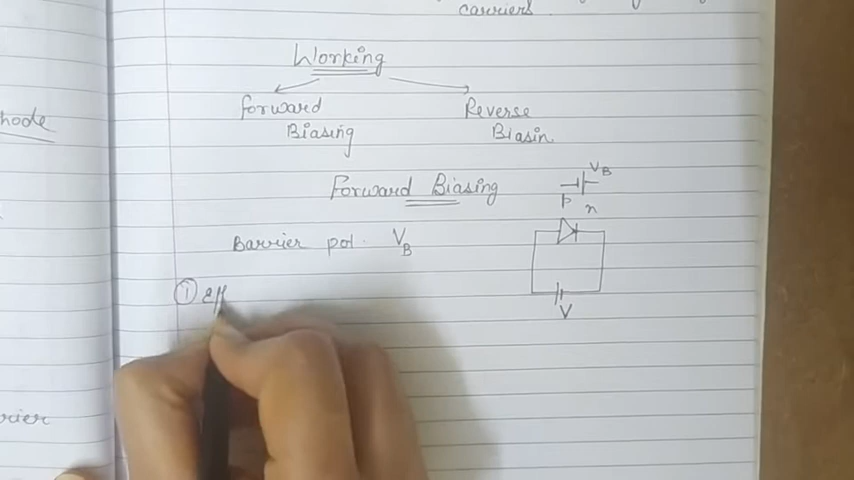 carriers.
Working
Forward
Biasing
Reverse
Biasin
hode
Forward Biasing
VB
p
n
Barrier pot. VB
① Eff
V
rier